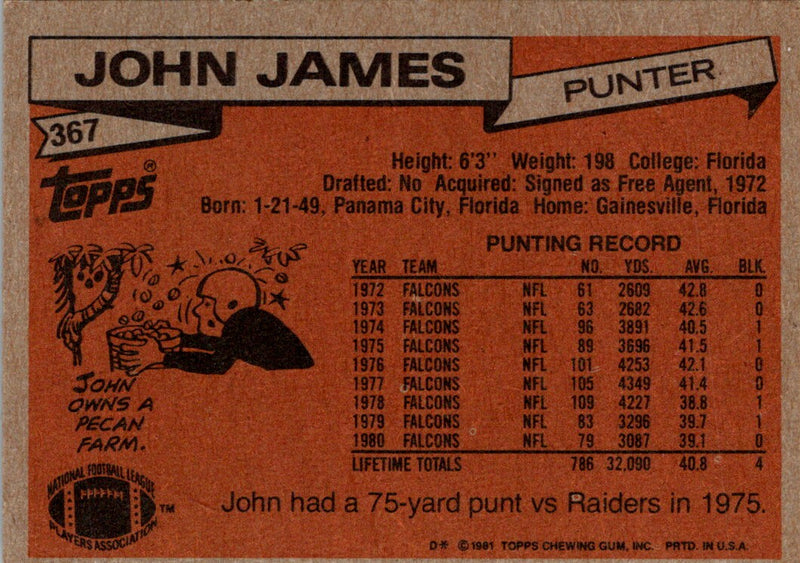 JOHN JAMES
PUNTER
367
Topps®
Height: 6'3" Weight: 198 College: Florida
Drafted: No Acquired: Signed as Free Agent, 1972
Born: 1-21-49, Panama City, Florida Home: Gainesville, Florida
PUNTING RECORD
YEAR TEAM NO. YDS. AVG. BLK.
1972 FALCONS NFL 61 2609 42.8 0
1973 FALCONS NFL 63 2682 42.6 0
1974 FALCONS NFL 96 3891 40.5 1
1975 FALCONS NFL 89 3696 41.5 1
1976 FALCONS NFL 101 4253 42.1 0
1977 FALCONS NFL 105 4349 41.4 0
1978 FALCONS NFL 109 4227 38.8 1
1979 FALCONS NFL 83 3296 39.7 1
1980 FALCONS NFL 79 3087 39.1 0
LIFETIME TOTALS 786 32,090 40.8 4
JOHN
OWNS A
PECAN
FARM.
NATIONAL FOOTBALL LEAGUE
PLAYERS ASSOCIATION
TM
John had a 75-yard punt vs Raiders in 1975.
D* © 1981 TOPPS CHEWING GUM, INC. PRTD. IN U.S.A.